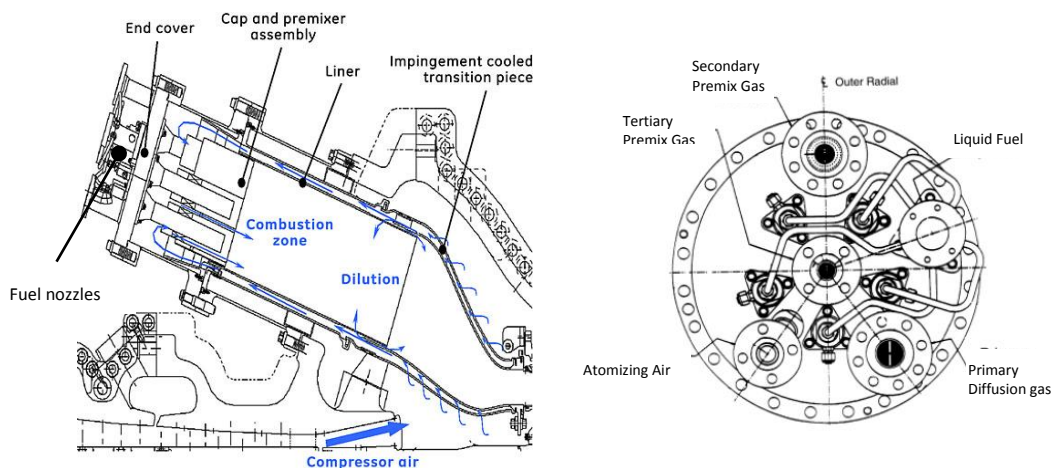 End cover
Cap and premixer
assembly
Liner
Impingement cooled
transition piece
Combustion
zone
Dilution
Fuel nozzles
Compressor air
Secondary
Premix Gas
℄ Outer Radial
Tertiary
Premix Gas
Liquid Fuel
Atomizing Air
Primary
Diffusion gas